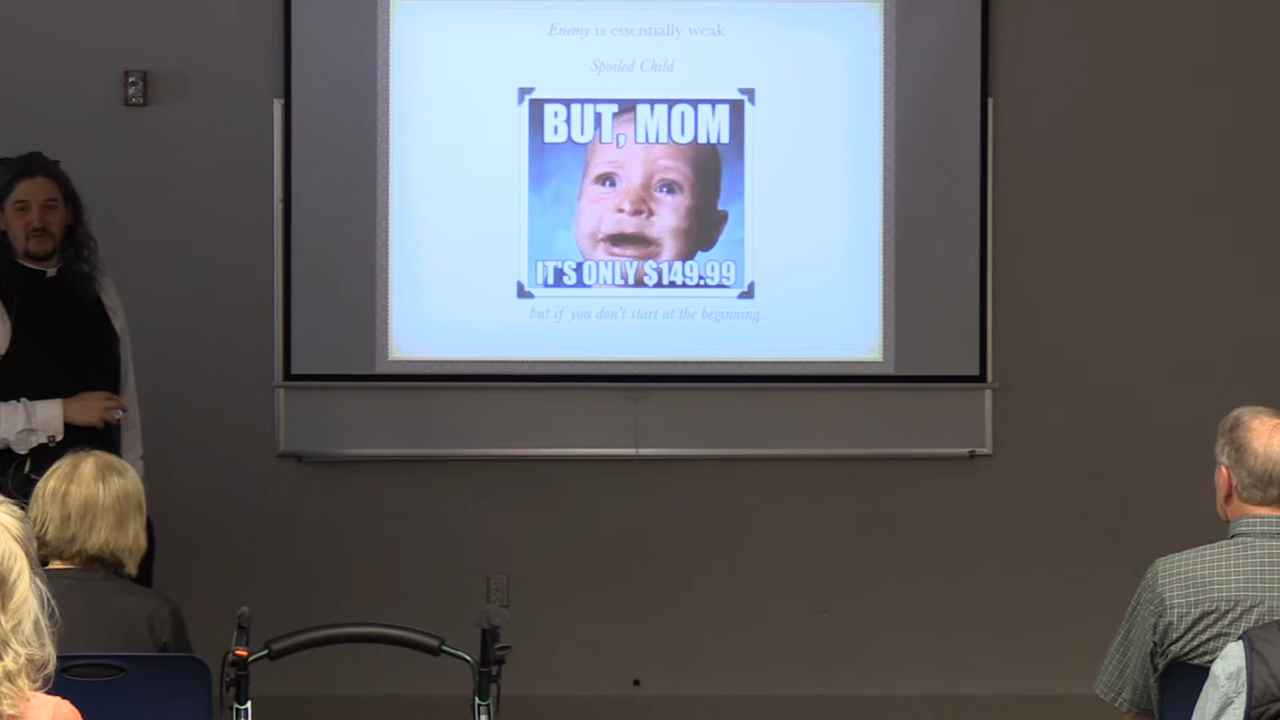 Enemy is essentially weak
Spoiled Child
BUT, MOM
IT'S ONLY $149.99
but if you don't start at the beginning...